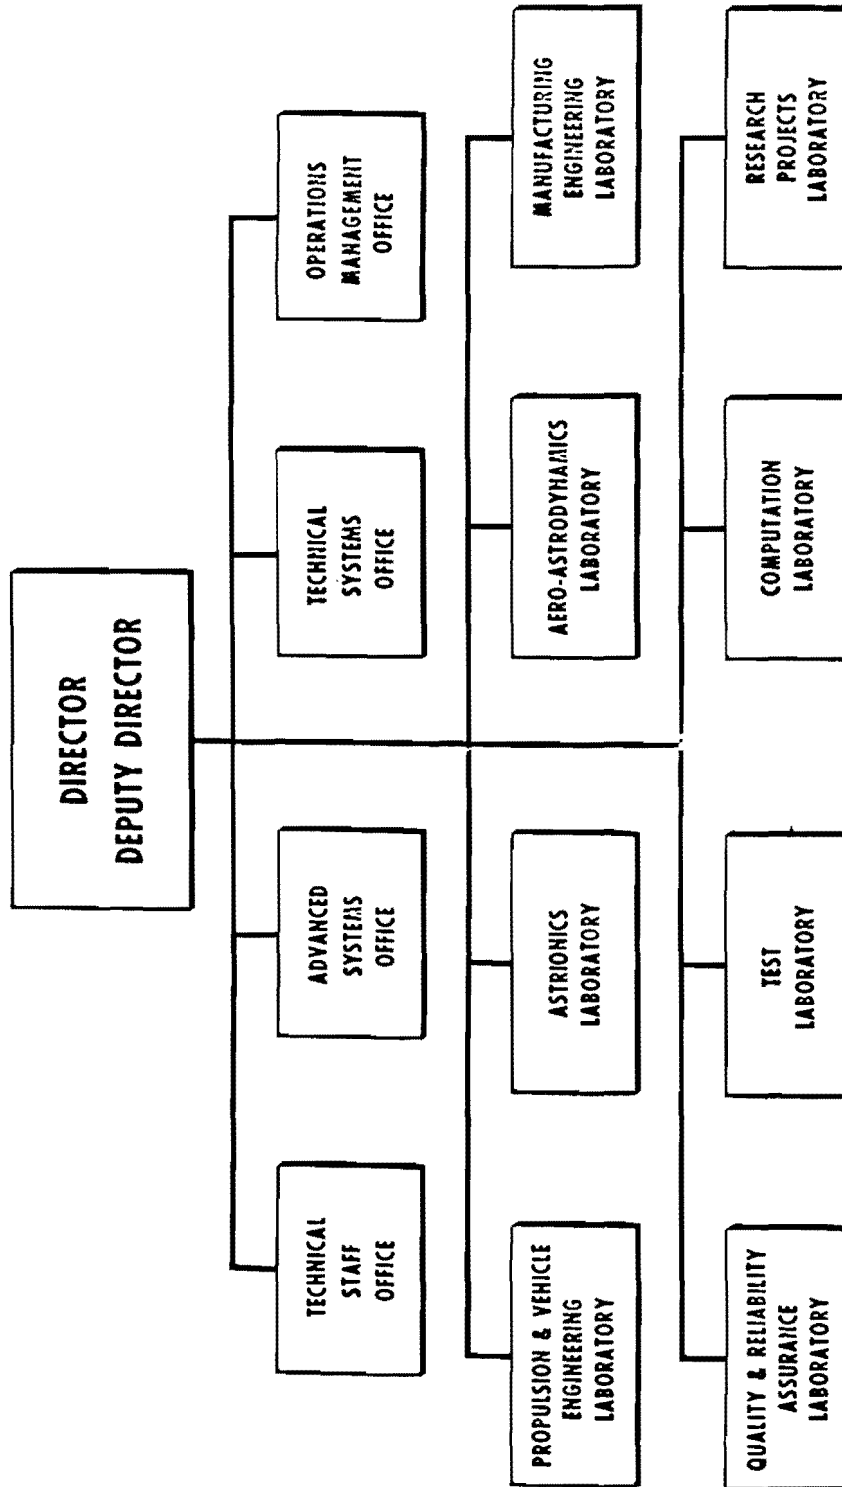 DIRECTOR
DEPUTY DIRECTOR
TECHNICAL
STAFF
OFFICE
ADVANCED
SYSTEMS
OFFICE
TECHNICAL
SYSTEMS
OFFICE
OPERATIONS
MANAGEMENT
OFFICE
PROPULSION & VEHICLE
ENGINEERING
LABORATORY
ASTRIONICS
LABORATORY
AERO-ASTRODYNAMICS
LABORATORY
MANUFACTURING
ENGINEERING
LABORATORY
QUALITY & RELIABILITY
ASSURANCE
LABORATORY
TEST
LABORATORY
COMPUTATION
LABORATORY
RESEARCH
PROJECTS
LABORATORY